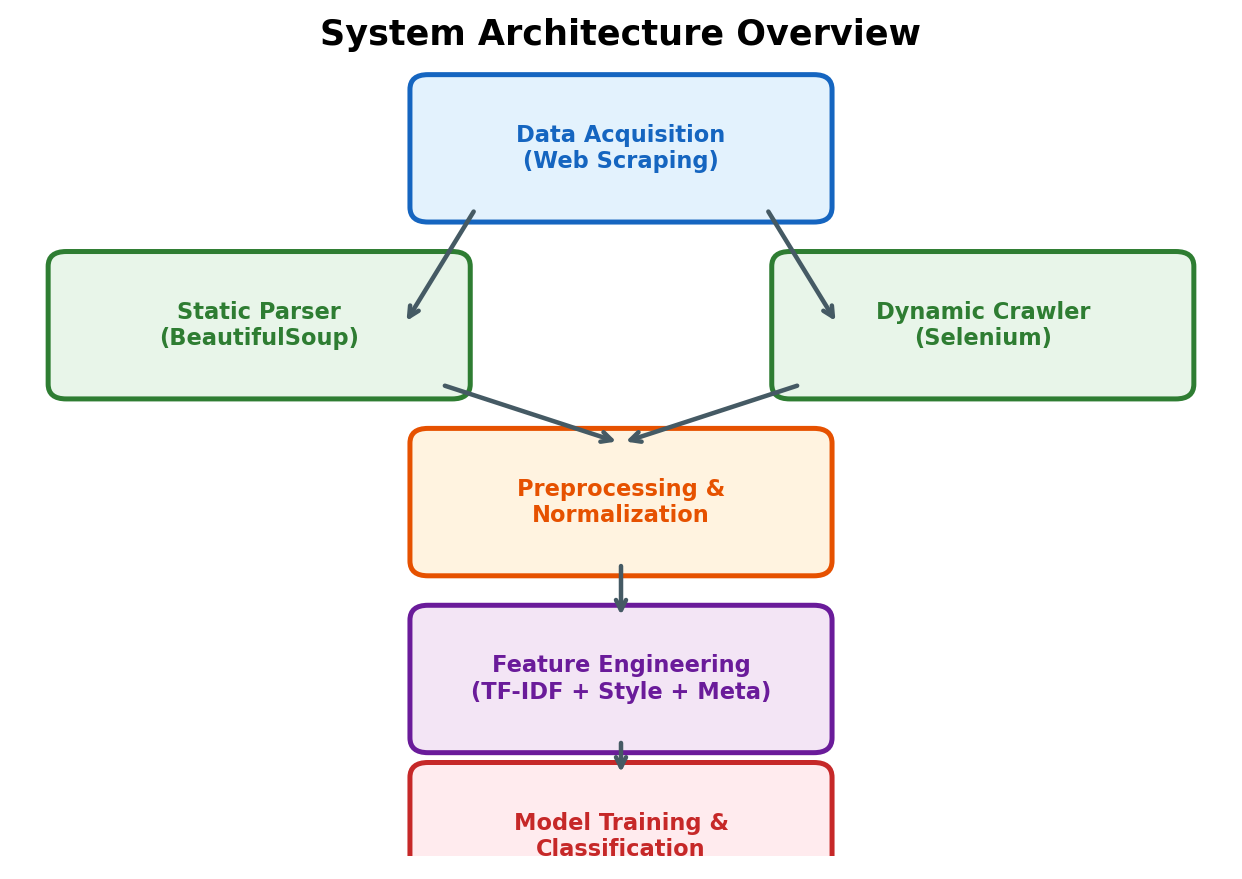 System Architecture Overview
Data Acquisition
(Web Scraping)
Static Parser
(BeautifulSoup)
Dynamic Crawler
(Selenium)
Preprocessing &
Normalization
Feature Engineering
(TF-IDF + Style + Meta)
Model Training &
Classification